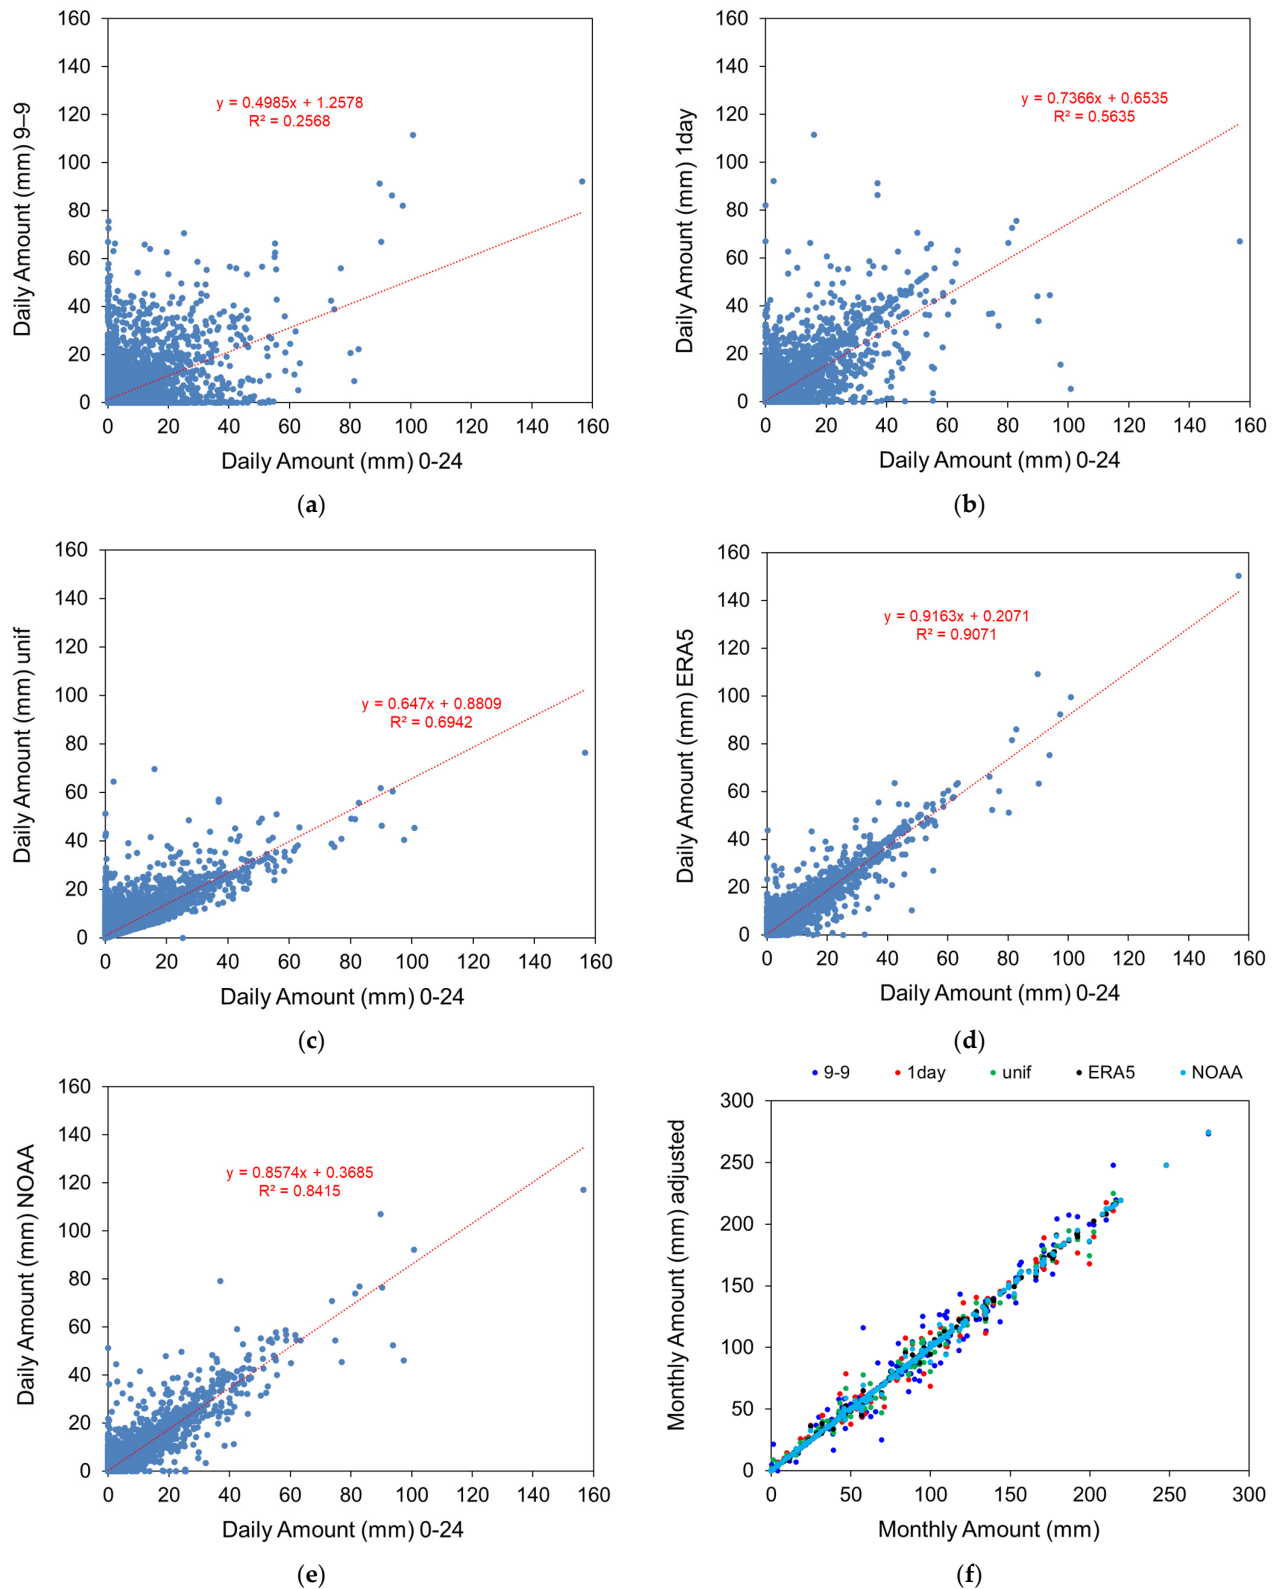 160
140
120
100
80
60
40
20
0
Daily Amount (mm) 9–9
y = 0.4985x + 1.2578
R² = 0.2568
0 20 40 60 80 100 120 140 160
Daily Amount (mm) 0-24
(a)
160
140
120
100
80
60
40
20
0
Daily Amount (mm) 1day
y = 0.7366x + 0.6535
R² = 0.5635
0 20 40 60 80 100 120 140 160
Daily Amount (mm) 0-24
(b)
160
140
120
100
80
60
40
20
0
Daily Amount (mm) unif
y = 0.647x + 0.8809
R² = 0.6942
0 20 40 60 80 100 120 140 160
Daily Amount (mm) 0-24
(c)
160
140
120
100
80
60
40
20
0
Daily Amount (mm) ERA5
y = 0.9163x + 0.2071
R² = 0.9071
0 20 40 60 80 100 120 140 160
Daily Amount (mm) 0-24
(d)
160
140
120
100
80
60
40
20
0
Daily Amount (mm) NOAA
y = 0.8574x + 0.3685
R² = 0.8415
0 20 40 60 80 100 120 140 160
Daily Amount (mm) 0-24
(e)
9-9 1day unif ERA5 NOAA
300
250
200
150
100
50
0
Monthly Amount (mm) adjusted
0 50 100 150 200 250 300
Monthly Amount (mm)
(f)